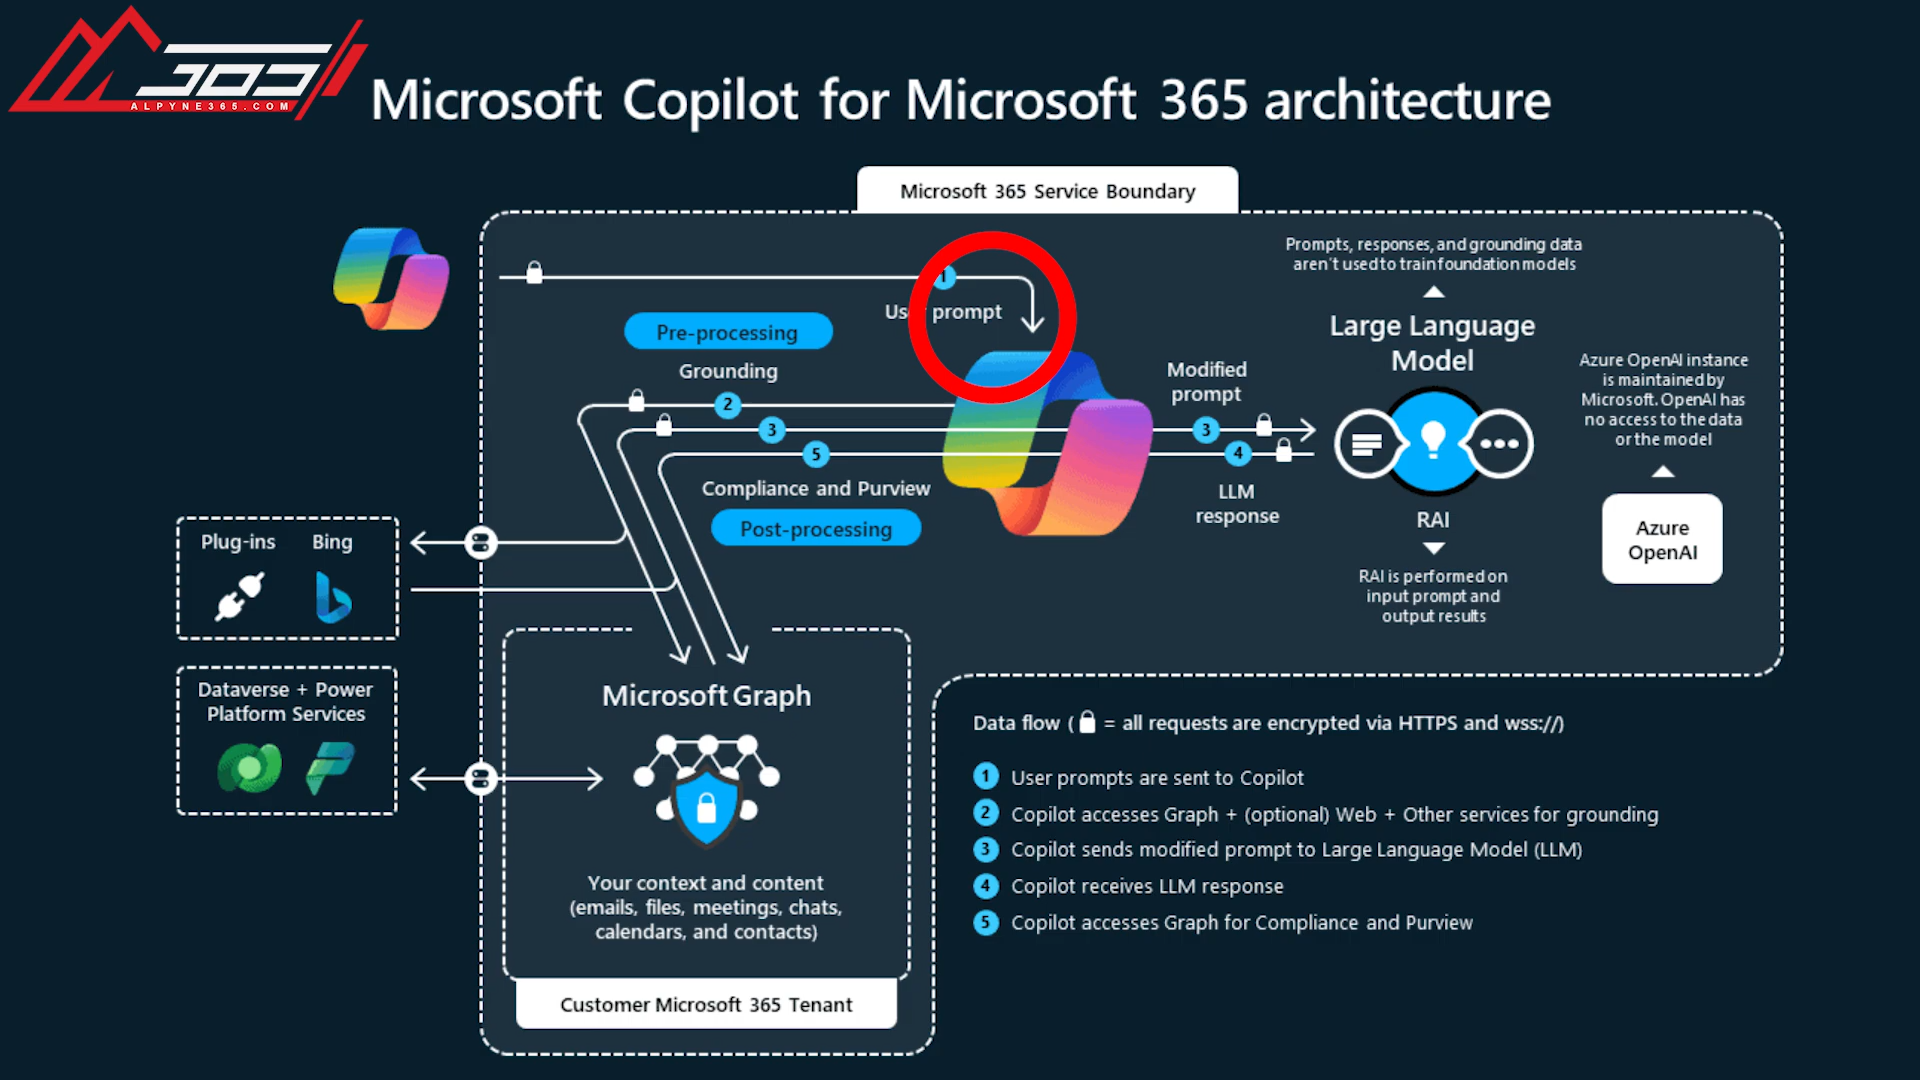 303
ALPYNE365.COM
Microsoft Copilot for Microsoft 365 architecture
Microsoft 365 Service Boundary
1
User prompt
Pre-processing
Grounding
2
3
5
Compliance and Purview
Post-processing
Modified
prompt
3
4
LLM
response
Prompts, responses, and grounding data
aren't used to train foundation models
Large Language
Model
RAI
RAI is performed on
input prompt and
output results
Azure OpenAI instance
is maintained by
Microsoft. OpenAI has
no access to the data
or the model
Azure
OpenAI
Plug-ins
Bing
Dataverse + Power
Platform Services
Microsoft Graph
Your context and content
(emails, files, meetings, chats,
calendars, and contacts)
Customer Microsoft 365 Tenant
Data flow ( = all requests are encrypted via HTTPS and wss://)
1 User prompts are sent to Copilot
2 Copilot accesses Graph + (optional) Web + Other services for grounding
3 Copilot sends modified prompt to Large Language Model (LLM)
4 Copilot receives LLM response
5 Copilot accesses Graph for Compliance and Purview